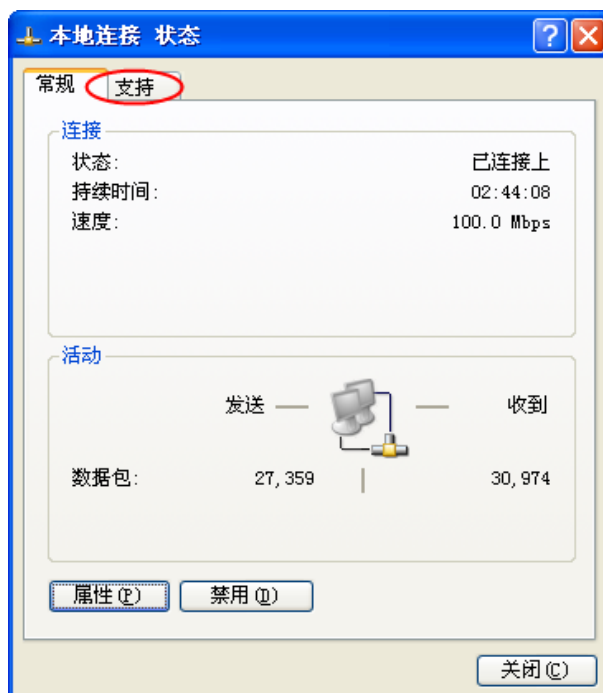 本地连接 状态
常规 支持
连接
状态: 已连接上
持续时间: 02:44:08
速度: 100.0 Mbps
活动
发送 — — 收到
数据包: 27,359 | 30,974
属性(P) 禁用(D)
关闭(C)